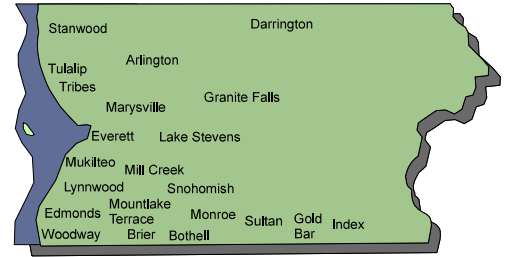 Stanwood
Darrington
Arlington
Tulalip
Tribes
Granite Falls
Marysville
Everett
Lake Stevens
Mukilteo
Mill Creek
Lynnwood
Snohomish
Mountlake
Terrace
Edmonds
Monroe
Sultan
Gold
Bar
Index
Woodway
Brier
Bothell